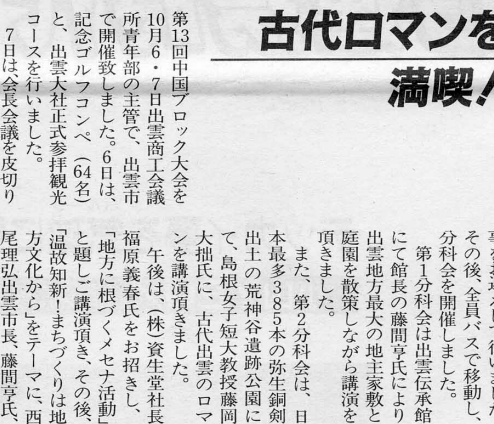 古代ロマンを
満喫!
第13回中国ブロック大会を
10月6・7日出雲商工会議
所青年部の主管で、出雲市
で開催致しました。6日は、
記念ゴルフコンペ(64名)
と、出雲大社正式参拝観光
コースを行いました。
7日は、会長会議を皮切り
その後、全員バスで移動し、
分科会を開催しました。
第1分科会は出雲伝承館
にて館長の藤間亨氏により
出雲地方最大の地主家敷と
庭園を散策しながら講演を
頂きました。
また、第2分科会は、日
本最多385本の弥生銅剣
出土の荒神谷遺跡公園に
て、島根女子短大教授藤岡
大拙氏に、古代出雲のロマ
ンを講演頂きました。
午後は、(株)資生堂社長
福原義春氏をお招きし、
「地方に根づくメセナ活動」
と題しご講演頂き、その後、
「温故知新!まちづくりは地
方文化から」をテーマに、西
尾理弘出雲市長、藤間亨氏、